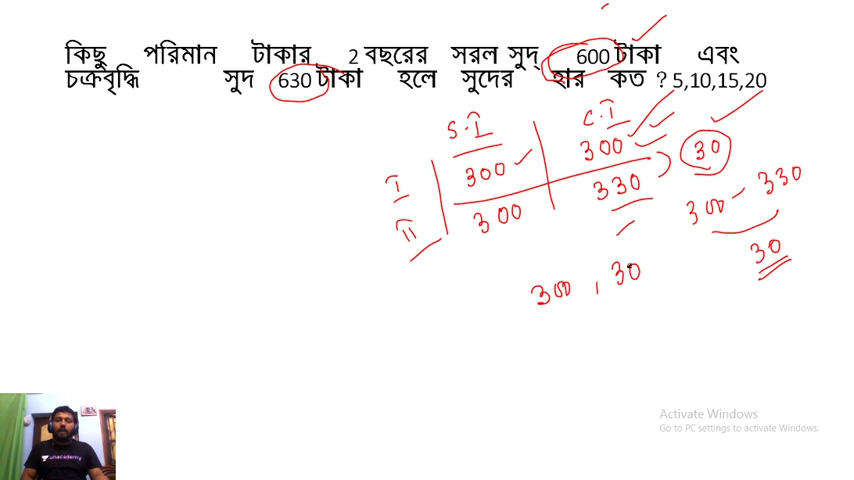 কিছু পরিমান টাকার 2 বছরের সরল সুদ্ 600 টাকা এবং
চক্রবৃদ্ধি সুদ 630 টাকা হলে সুদের হার কত ? 5,10,15,20
S.I C.I
I 300 300 30
II 300 330 300 - 330
30
300 , 30
Activate Windows
Go to PC settings to activate Windows.
unacademy